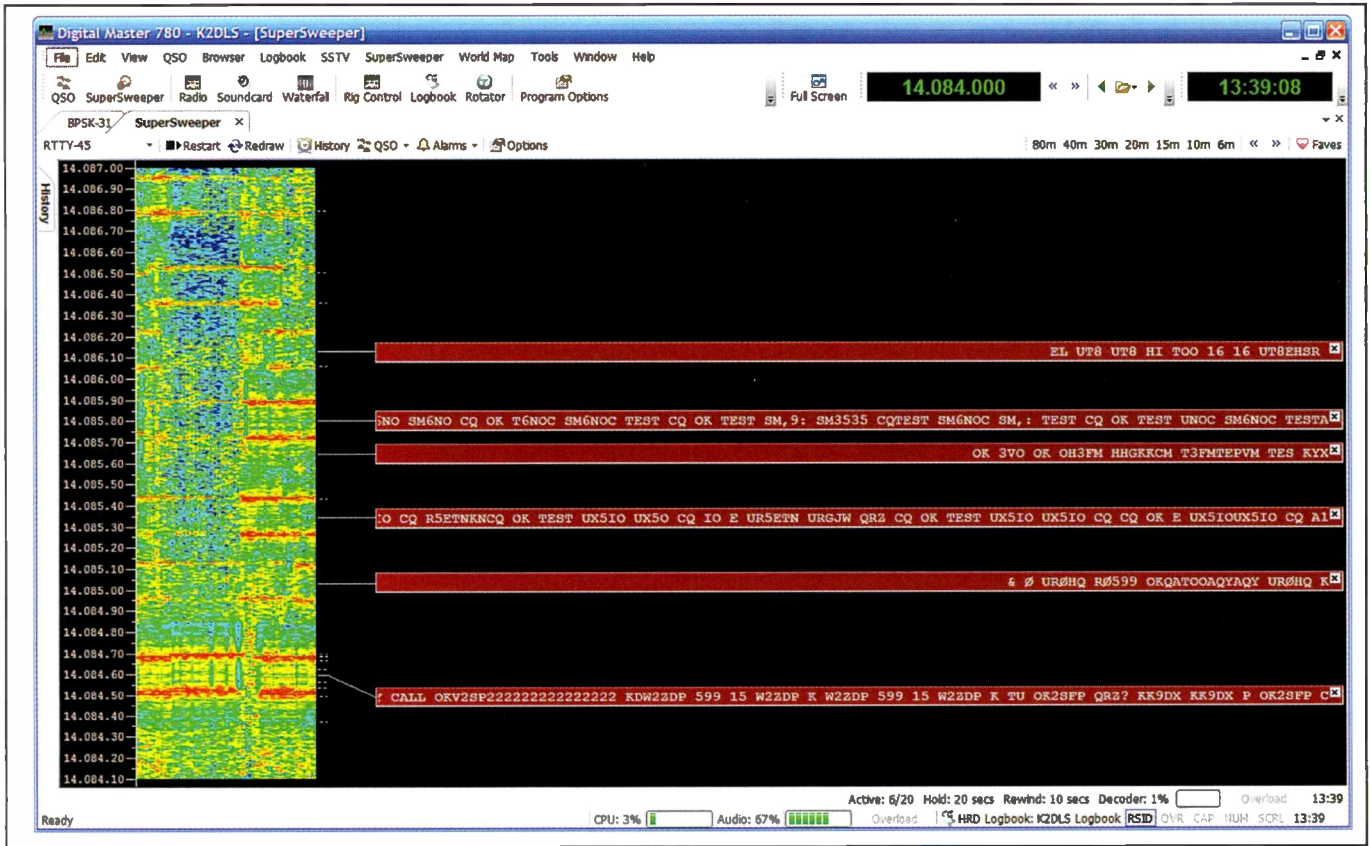 Digital Master 780 - K2DLS - [SuperSweeper]
File Edit View QSO Browser Logbook SSTV SuperSweeper World Map Tools Window Help
QSO SuperSweeper Radio Soundcard Waterfall Rig Control Logbook Rotator Program Options Full Screen 14.084.000 13:39:08
BPSK-31 SuperSweeper
RTTY-45 Restart Redraw History QSO Alarms Options 80m 40m 30m 20m 15m 10m 6m Faves
History
14.087.00
14.086.90
14.086.80
14.086.70
14.086.60
14.086.50
14.086.40
14.086.30
14.086.20
14.086.10
EL UT8 UT8 HI TOO 16 16 UT8EHSR
14.086.00
14.085.90
14.085.80
NO SM6NO CQ OK T6NOC SM6NOC TEST CQ OK TEST SM,9: SM3535 CQTEST SM6NOC SM,: TEST CQ OK TEST UNOC SM6NOC TESTA
14.085.70
14.085.60
OK 3VO OK OH3FM HHGKKCM T3FMTEPVM TES KYX
14.085.50
14.085.40
14.085.30
O CQ R5ETNKNCQ OK TEST UX5IO UX5O CQ IO E UR5ETN URGJW QRZ CQ OK TEST UX5IO UX5IO CQ CQ OK E UX5IOUX5IO CQ A1
14.085.20
14.085.10
14.085.00
& Ø URØHQ RØ599 OKQATOOAQYAQY URØHQ K
14.084.90
14.084.80
14.084.70
14.084.60
14.084.50
CALL OKV2SP222222222222222 KDW2ZDP 599 15 W2ZDP K W2ZDP 599 15 W2ZDP K TU OK2SFP QRZ? KK9DX KK9DX P OK2SFP C
14.084.40
14.084.30
14.084.20
14.084.10
Active: 6/20 Hold: 20 secs Rewind: 10 secs Decoder: 1% Overload 13:39
Ready CPU: 3% Audio: 67% Overload HRD Logbook: K2DLS Logbook RSID OVR CAP NUM SCRL 13:39